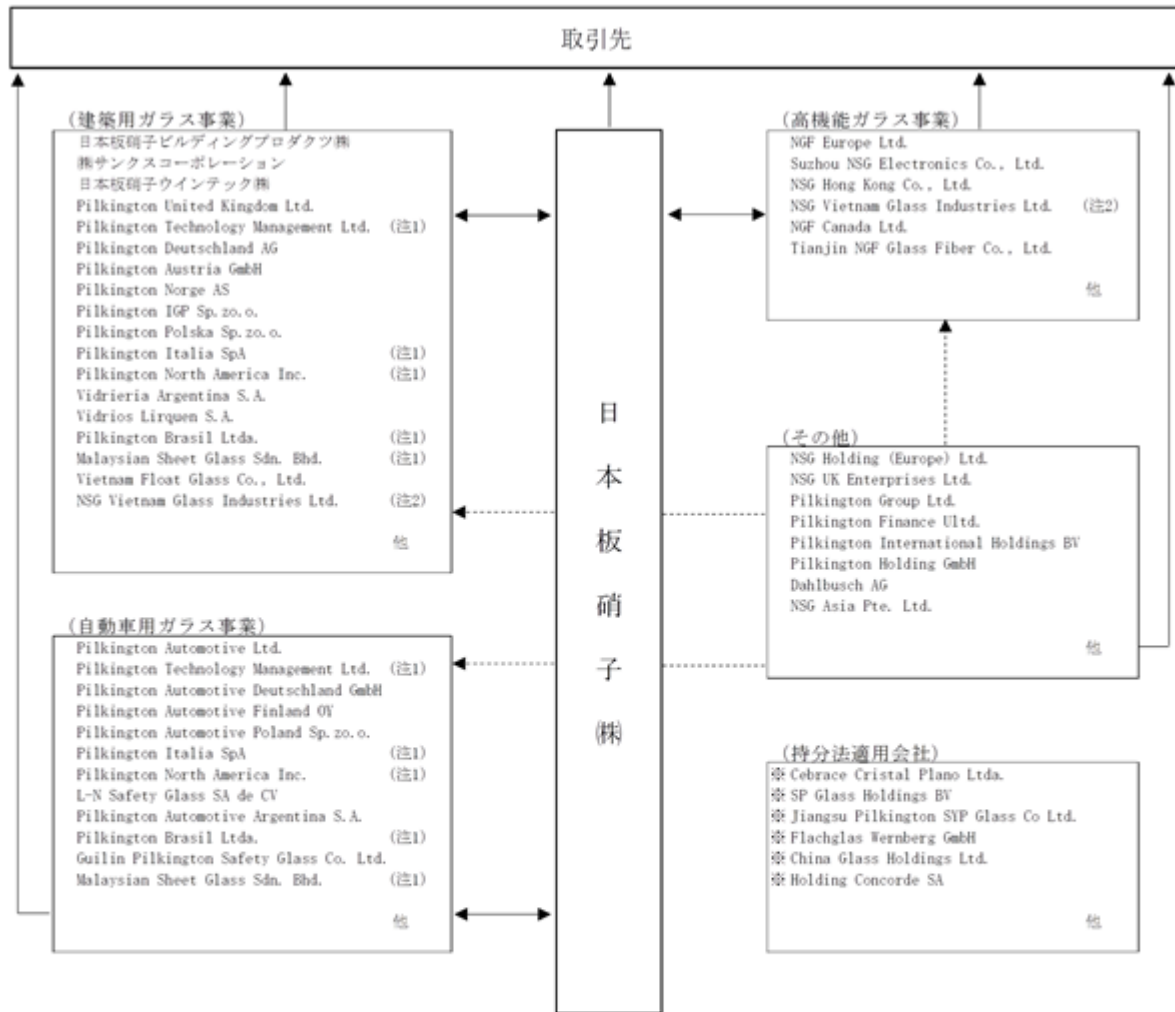 取引先
(建築用ガラス事業)
日本板硝子ビルディングプロダクツ㈱
㈱サンクスコーポレーション
日本板硝子ウインテック㈱
Pilkington United Kingdom Ltd.
Pilkington Technology Management Ltd. (注1)
Pilkington Deutschland AG
Pilkington Austria GmbH
Pilkington Norge AS
Pilkington IGP Sp.zo.o.
Pilkington Polska Sp.zo.o.
Pilkington Italia SpA (注1)
Pilkington North America Inc. (注1)
Vidrieria Argentina S.A.
Vidrios Lirquen S.A.
Pilkington Brasil Ltda. (注1)
Malaysian Sheet Glass Sdn. Bhd. (注1)
Vietnam Float Glass Co., Ltd.
NSG Vietnam Glass Industries Ltd. (注2)
他
(自動車用ガラス事業)
Pilkington Automotive Ltd.
Pilkington Technology Management Ltd. (注1)
Pilkington Automotive Deutschland GmbH
Pilkington Automotive Finland OY
Pilkington Automotive Poland Sp.zo.o.
Pilkington Italia SpA (注1)
Pilkington North America Inc. (注1)
L-N Safety Glass SA de CV
Pilkington Automotive Argentina S.A.
Pilkington Brasil Ltda. (注1)
Guilin Pilkington Safety Glass Co. Ltd.
Malaysian Sheet Glass Sdn. Bhd. (注1)
他
日本板硝子㈱
(高機能ガラス事業)
NGF Europe Ltd.
Suzhou NSG Electronics Co., Ltd.
NSG Hong Kong Co., Ltd.
NSG Vietnam Glass Industries Ltd. (注2)
NGF Canada Ltd.
Tianjin NGF Glass Fiber Co., Ltd.
他
(その他)
NSG Holding (Europe) Ltd.
NSG UK Enterprises Ltd.
Pilkington Group Ltd.
Pilkington Finance Ultd.
Pilkington International Holdings BV
Pilkington Holding GmbH
Dahlbusch AG
NSG Asia Pte. Ltd.
他
(持分法適用会社)
※ Cebrace Cristal Plano Ltda.
※ SP Glass Holdings BV
※ Jiangsu Pilkington SYP Glass Co Ltd.
※ Flachglas Wernberg GmbH
※ China Glass Holdings Ltd.
※ Holding Concorde SA
他